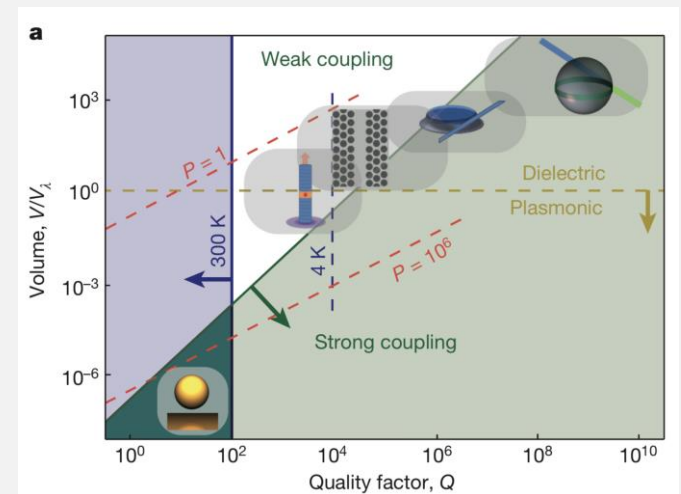 a
Weak coupling
10³
P = 1
Dielectric
10⁰
Plasmonic
Volume, V/V_λ
300 K
4 K
P = 10⁶
10⁻³
Strong coupling
10⁻⁶
10⁰ 10² 10⁴ 10⁶ 10⁸ 10¹⁰
Quality factor, Q